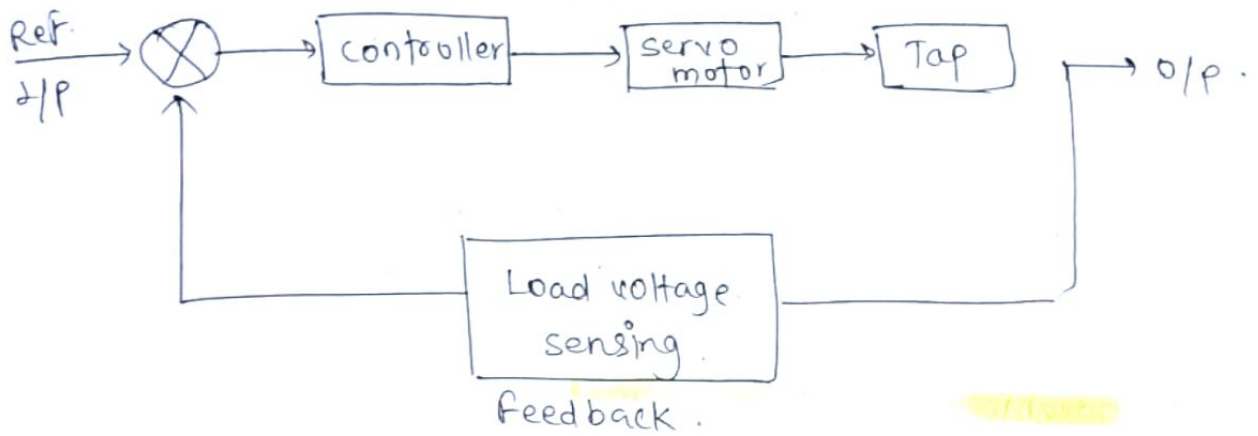 Ref.
I/P
controller
servo
motor
Tap
O/P.
Load voltage
sensing.
feedback.